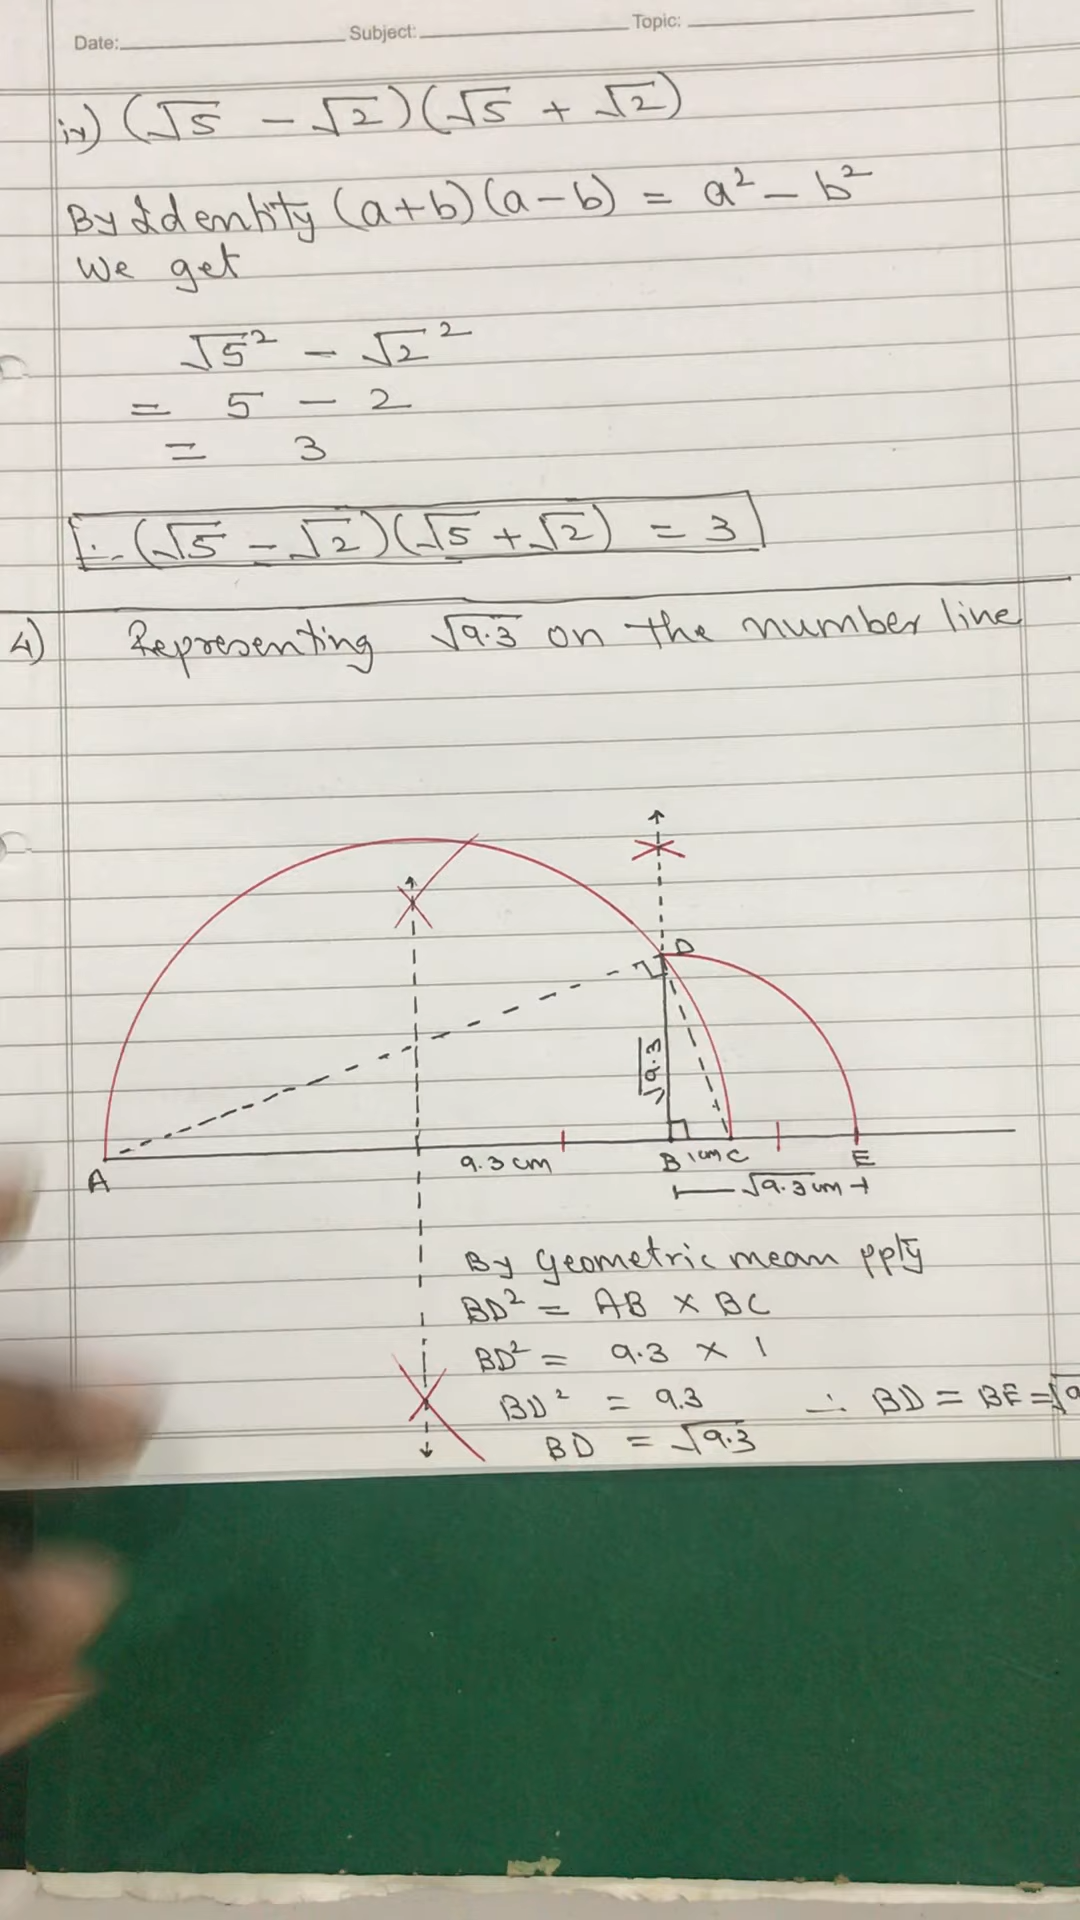 Date: Subject: Topic:
iv) (√5 - √2)(√5 + √2)
By Identity (a+b)(a-b) = a² - b²
We get
√5² - √2²
= 5 - 2
= 3
∴ (√5 - √2)(√5 + √2) = 3
4) Representing √9.3 on the number line
D
√9.3
A 9.3 cm B 1cm C E
√9.3 cm
By Geometric mean ppty
BD² = AB × BC
BD² = 9.3 × 1
BD² = 9.3 ∴ BD = BE = √9
BD = √9.3